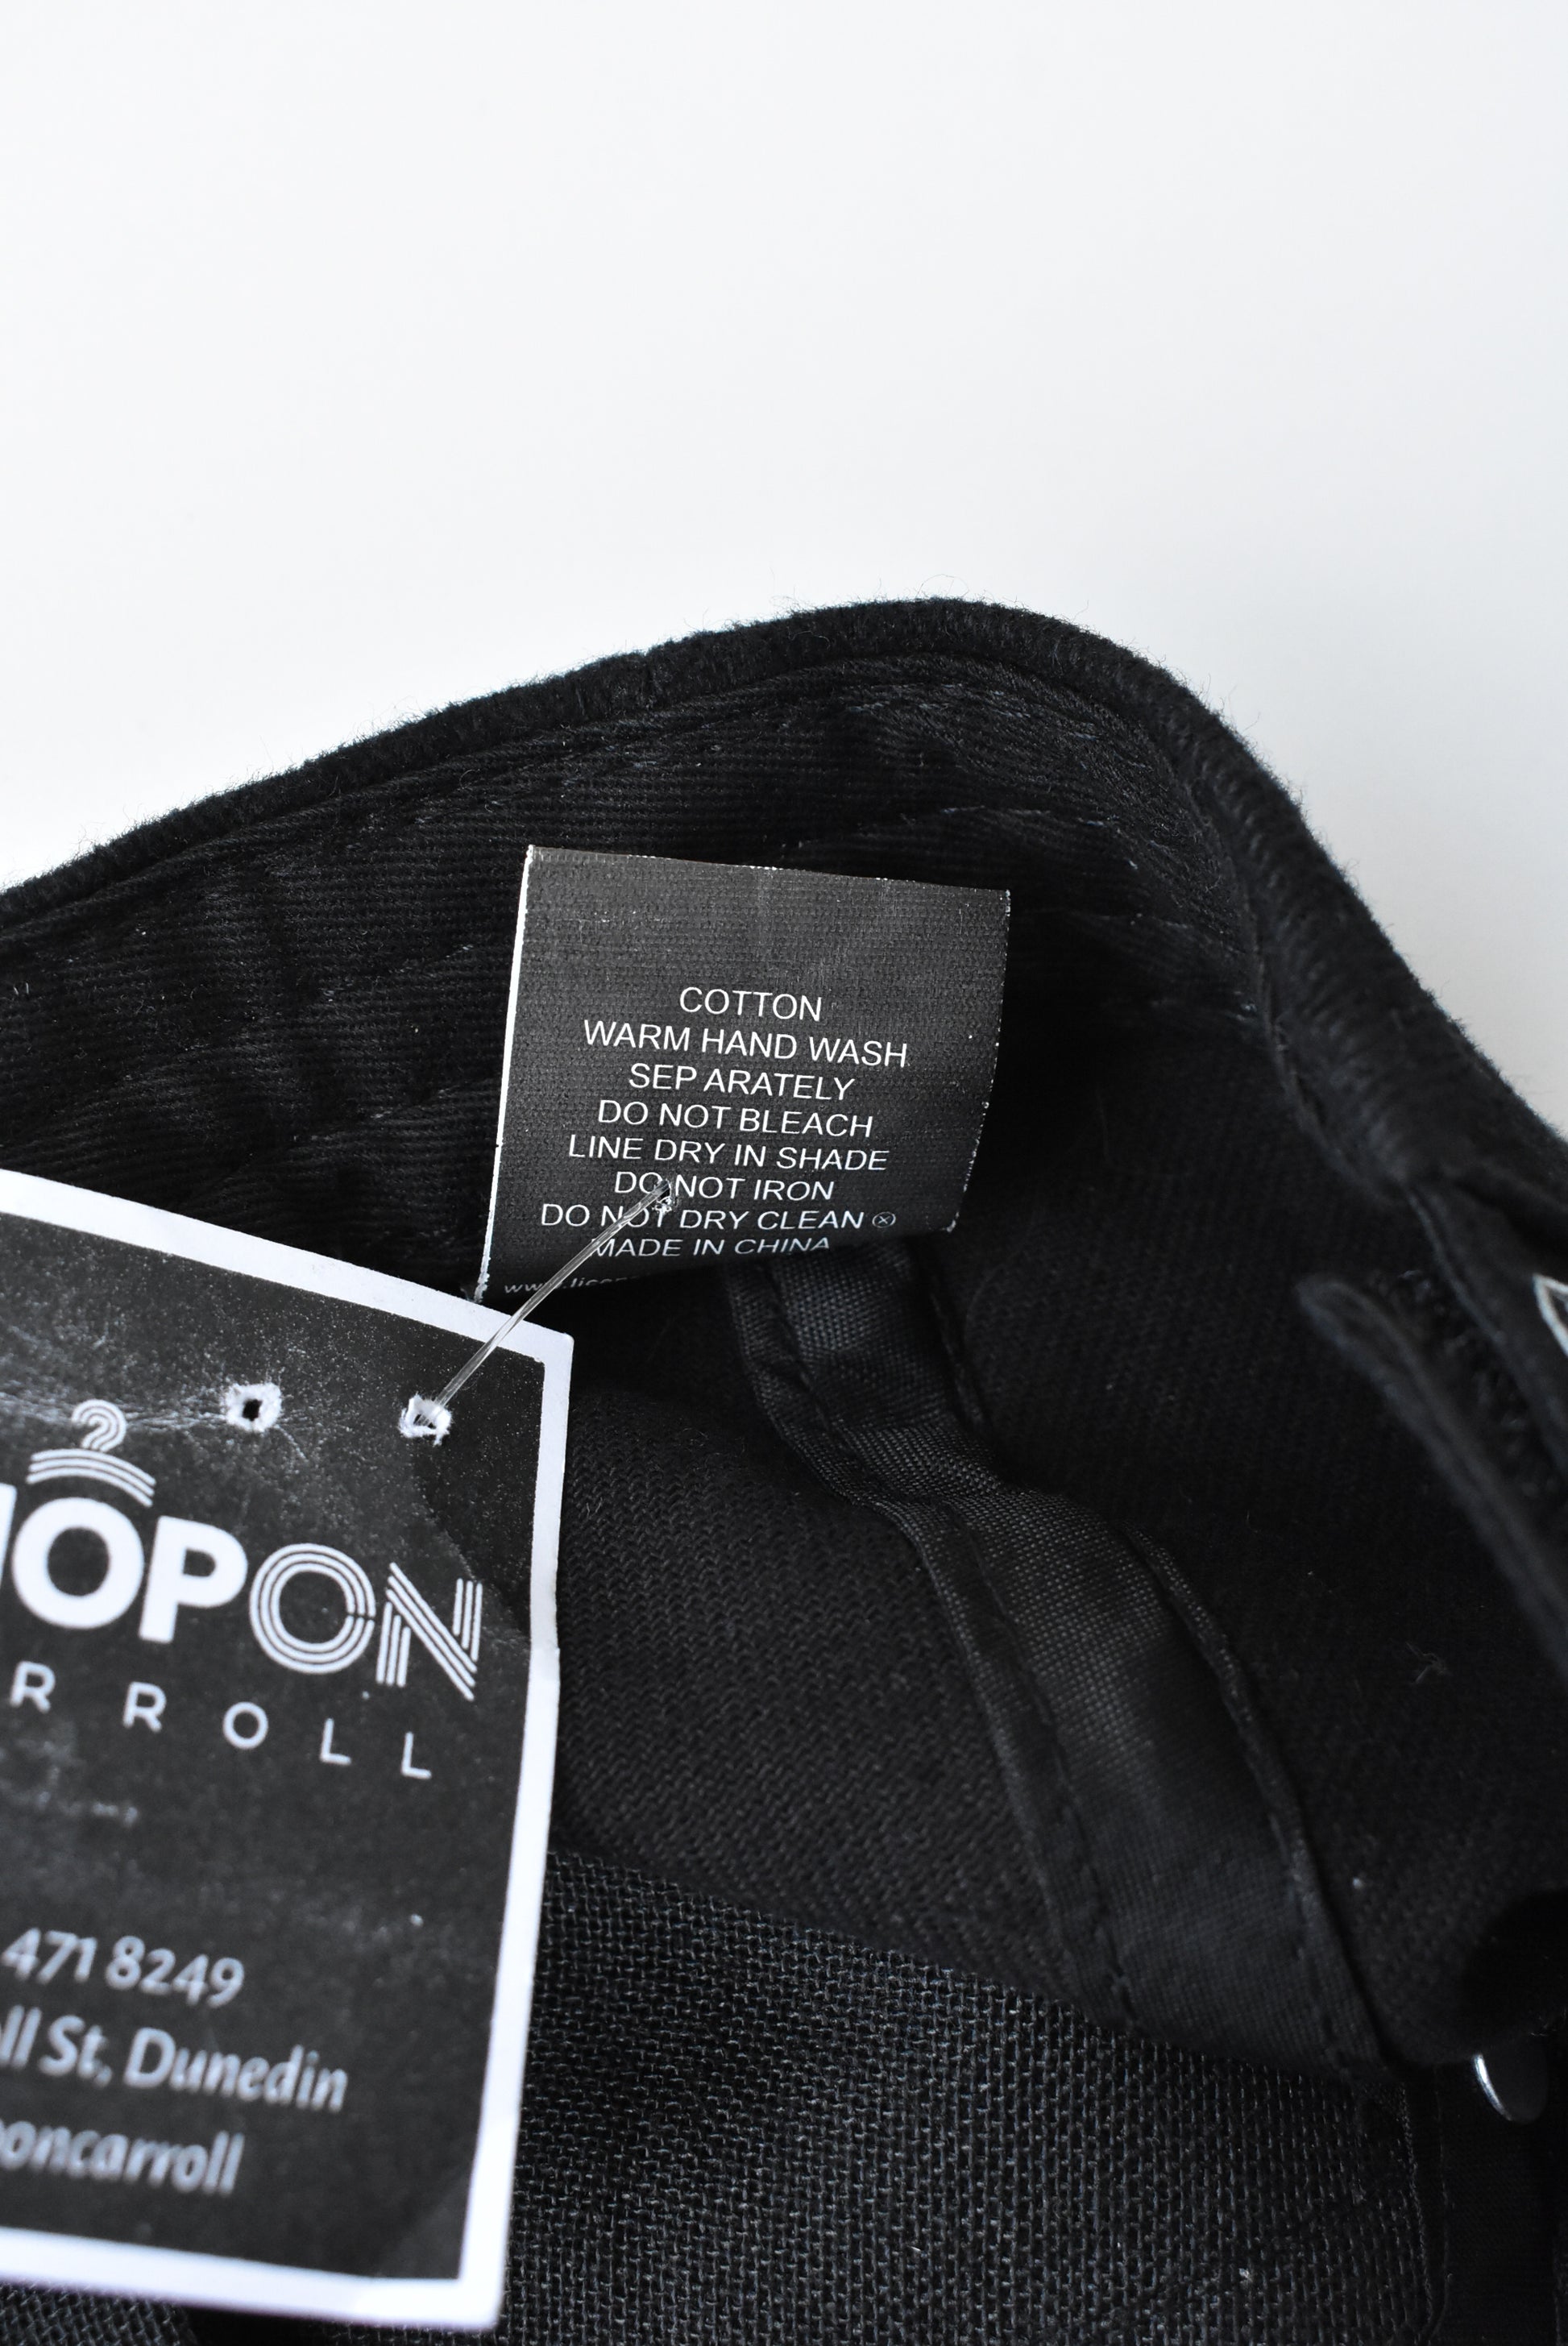 COTTON
WARM HAND WASH
SEP ARATELY
DO NOT BLEACH
LINE DRY IN SHADE
DO NOT IRON
DO NOT DRY CLEAN ⓧ
MADE IN CHINA
HOPON
RROLL
471 8249
ll St, Dunedin
oncarroll